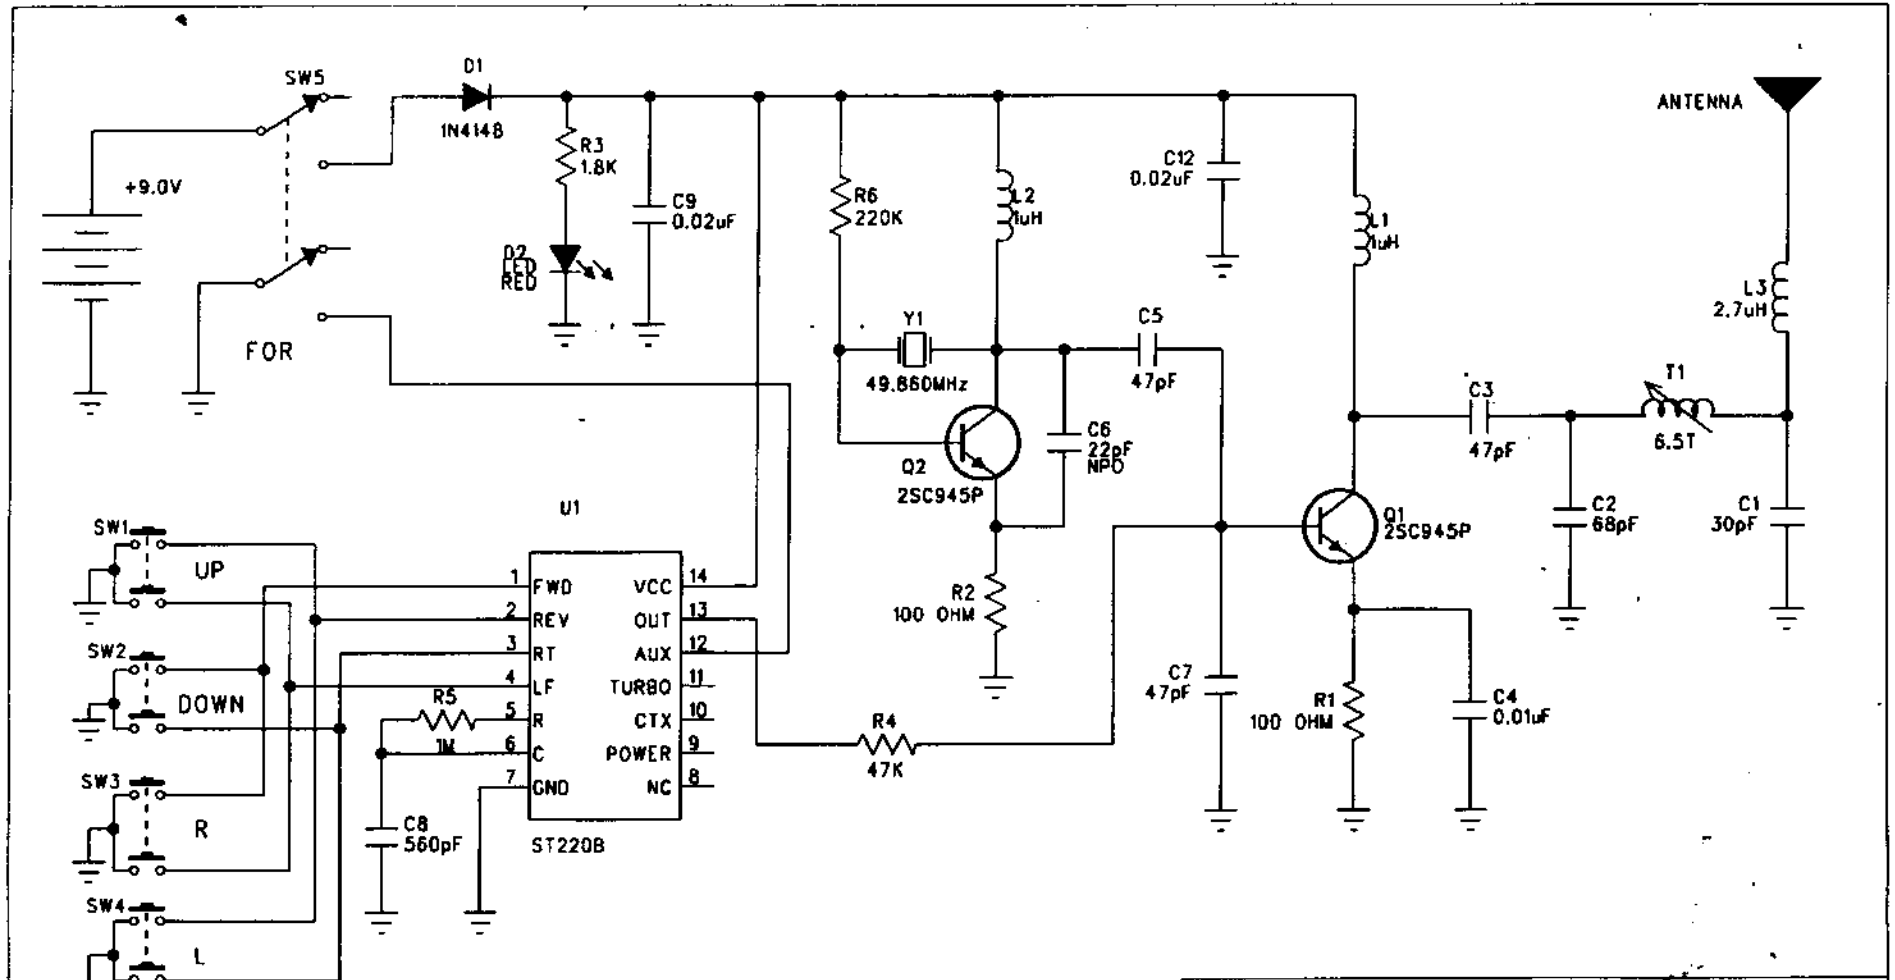 SW5
D1
1N4148
+9.0V
R3
1.8K
C9
0.02uF
D2
LED
RED
R6
220K
L2
1uH
C12
0.02uF
L1
1uH
ANTENNA
L3
2.7uH
FOR
Y1
49.860MHz
C5
47pF
C6
22pF
NPO
Q2
2SC945P
C3
47pF
T1
6.5T
U1
Q1
2SC945P
C2
68pF
C1
30pF
SW1
UP
SW2
DOWN
SW3
R
SW4
L
1 FWD VCC 14
2 REV OUT 13
3 RT AUX 12
4 LF TURBO 11
5 R CTX 10
6 C POWER 9
7 GND NC 8
ST220B
R5
1M
C8
560pF
R2
100 OHM
R4
47K
C7
47pF
R1
100 OHM
C4
0.01uF